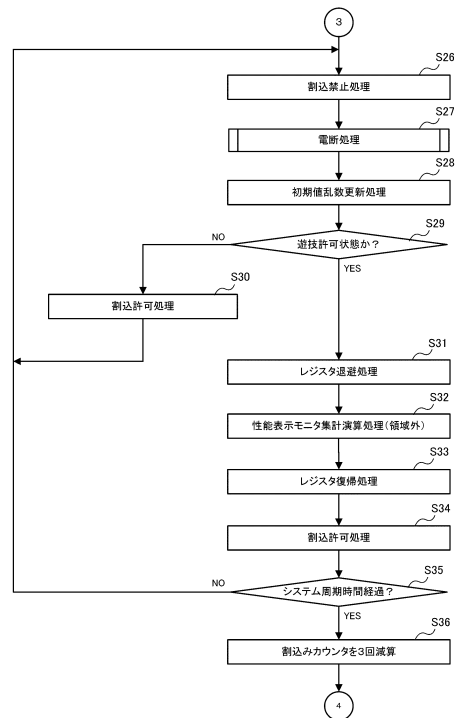 3
S26
割込禁止処理
S27
電断処理
S28
初期値乱数更新処理
S29
遊技許可状態か?
NO
YES
S30
割込許可処理
S31
レジスタ退避処理
S32
性能表示モニタ集計演算処理(領域外)
S33
レジスタ復帰処理
S34
割込許可処理
S35
システム周期時間経過?
NO
YES
S36
割込みカウンタを3回減算
4